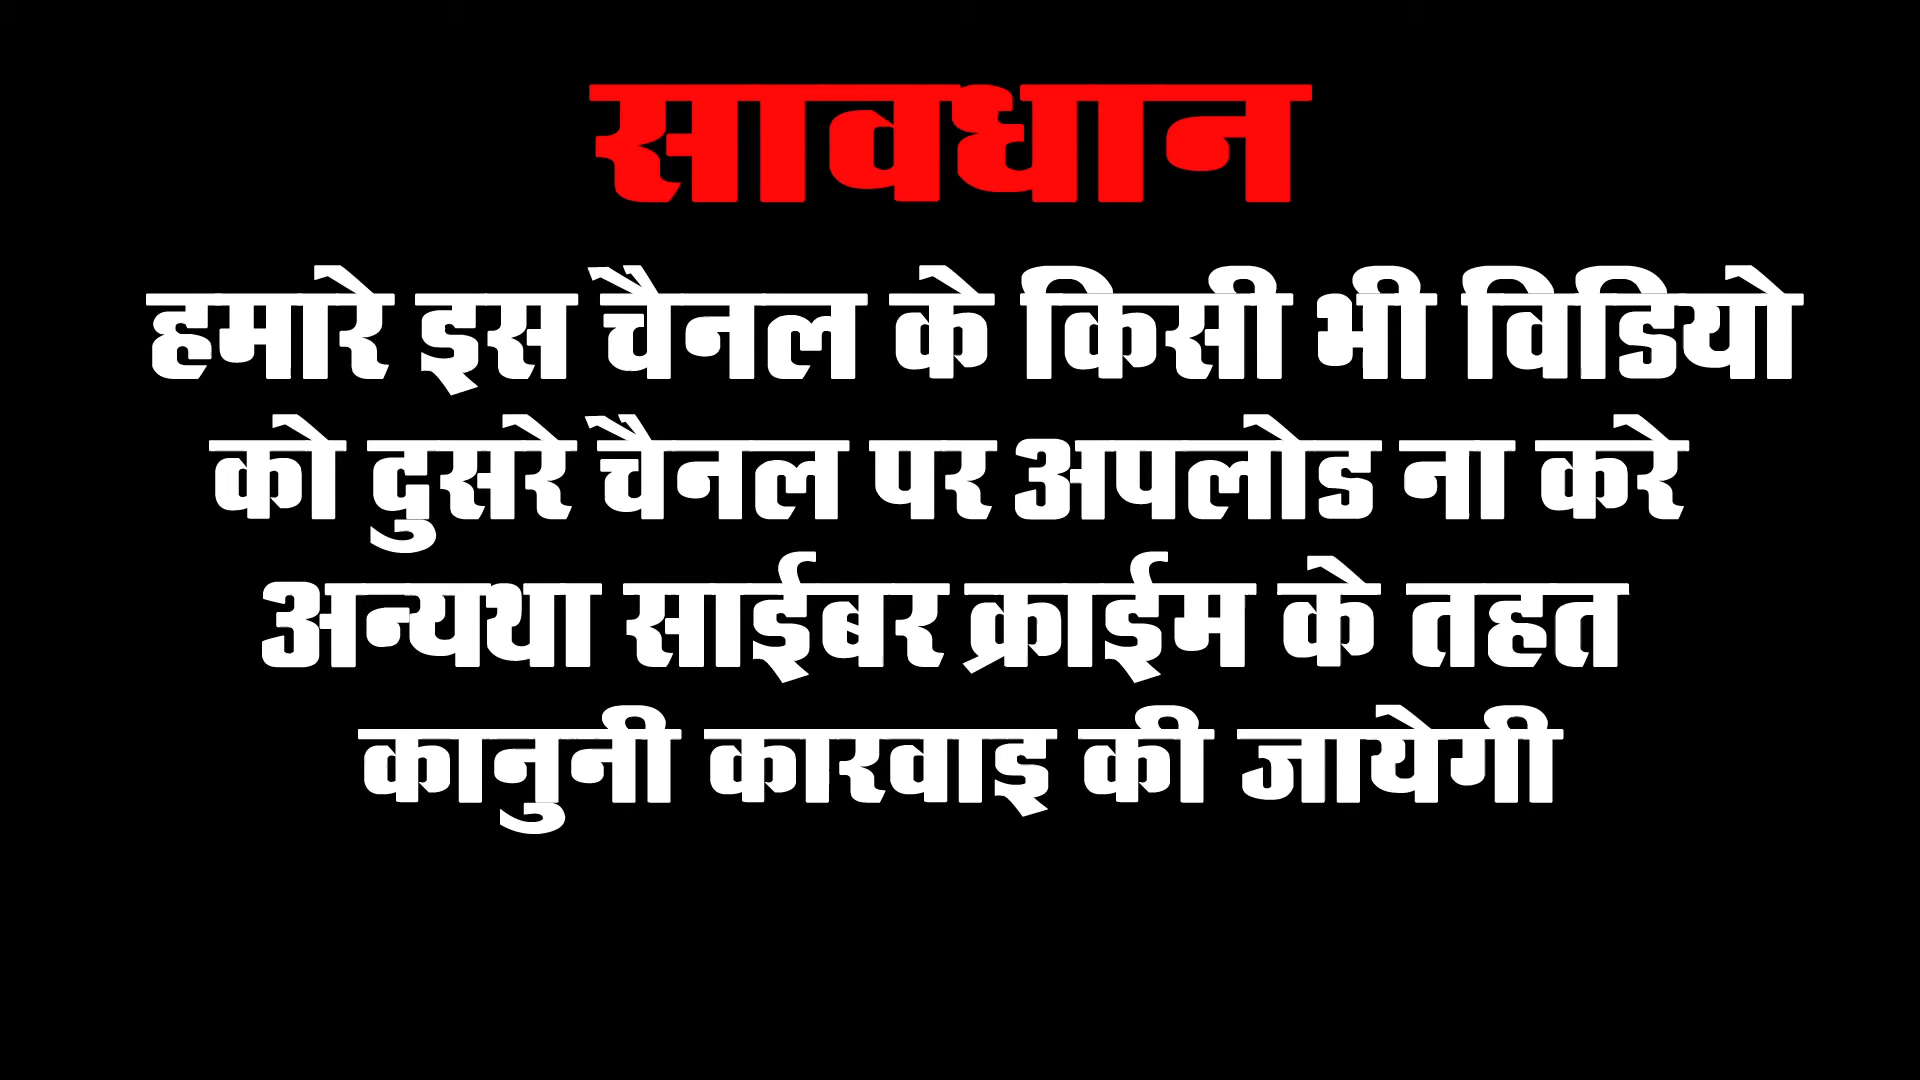 सावधान
हमारे इस चैनल के किसी भी विडियो
को दुसरे चैनल पर अपलोड ना करे
अन्यथा साईबर क्राईम के तहत
कानुनी कारवाइ की जायेगी